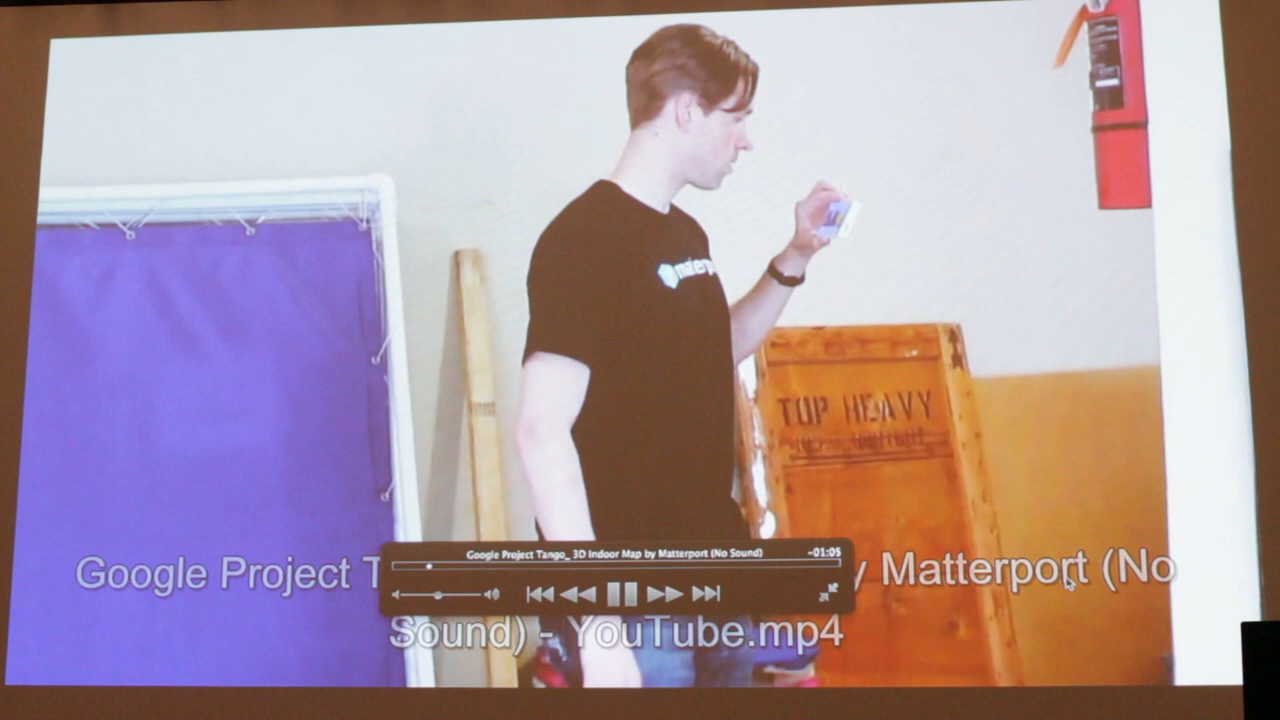 matterp
TOP HEAVY
Google Project Tango_ 3D Indoor Map by Matterport (No Sound)
-01:05
Google Project T
y Matterport (No
Sound) - YouTube.mp4